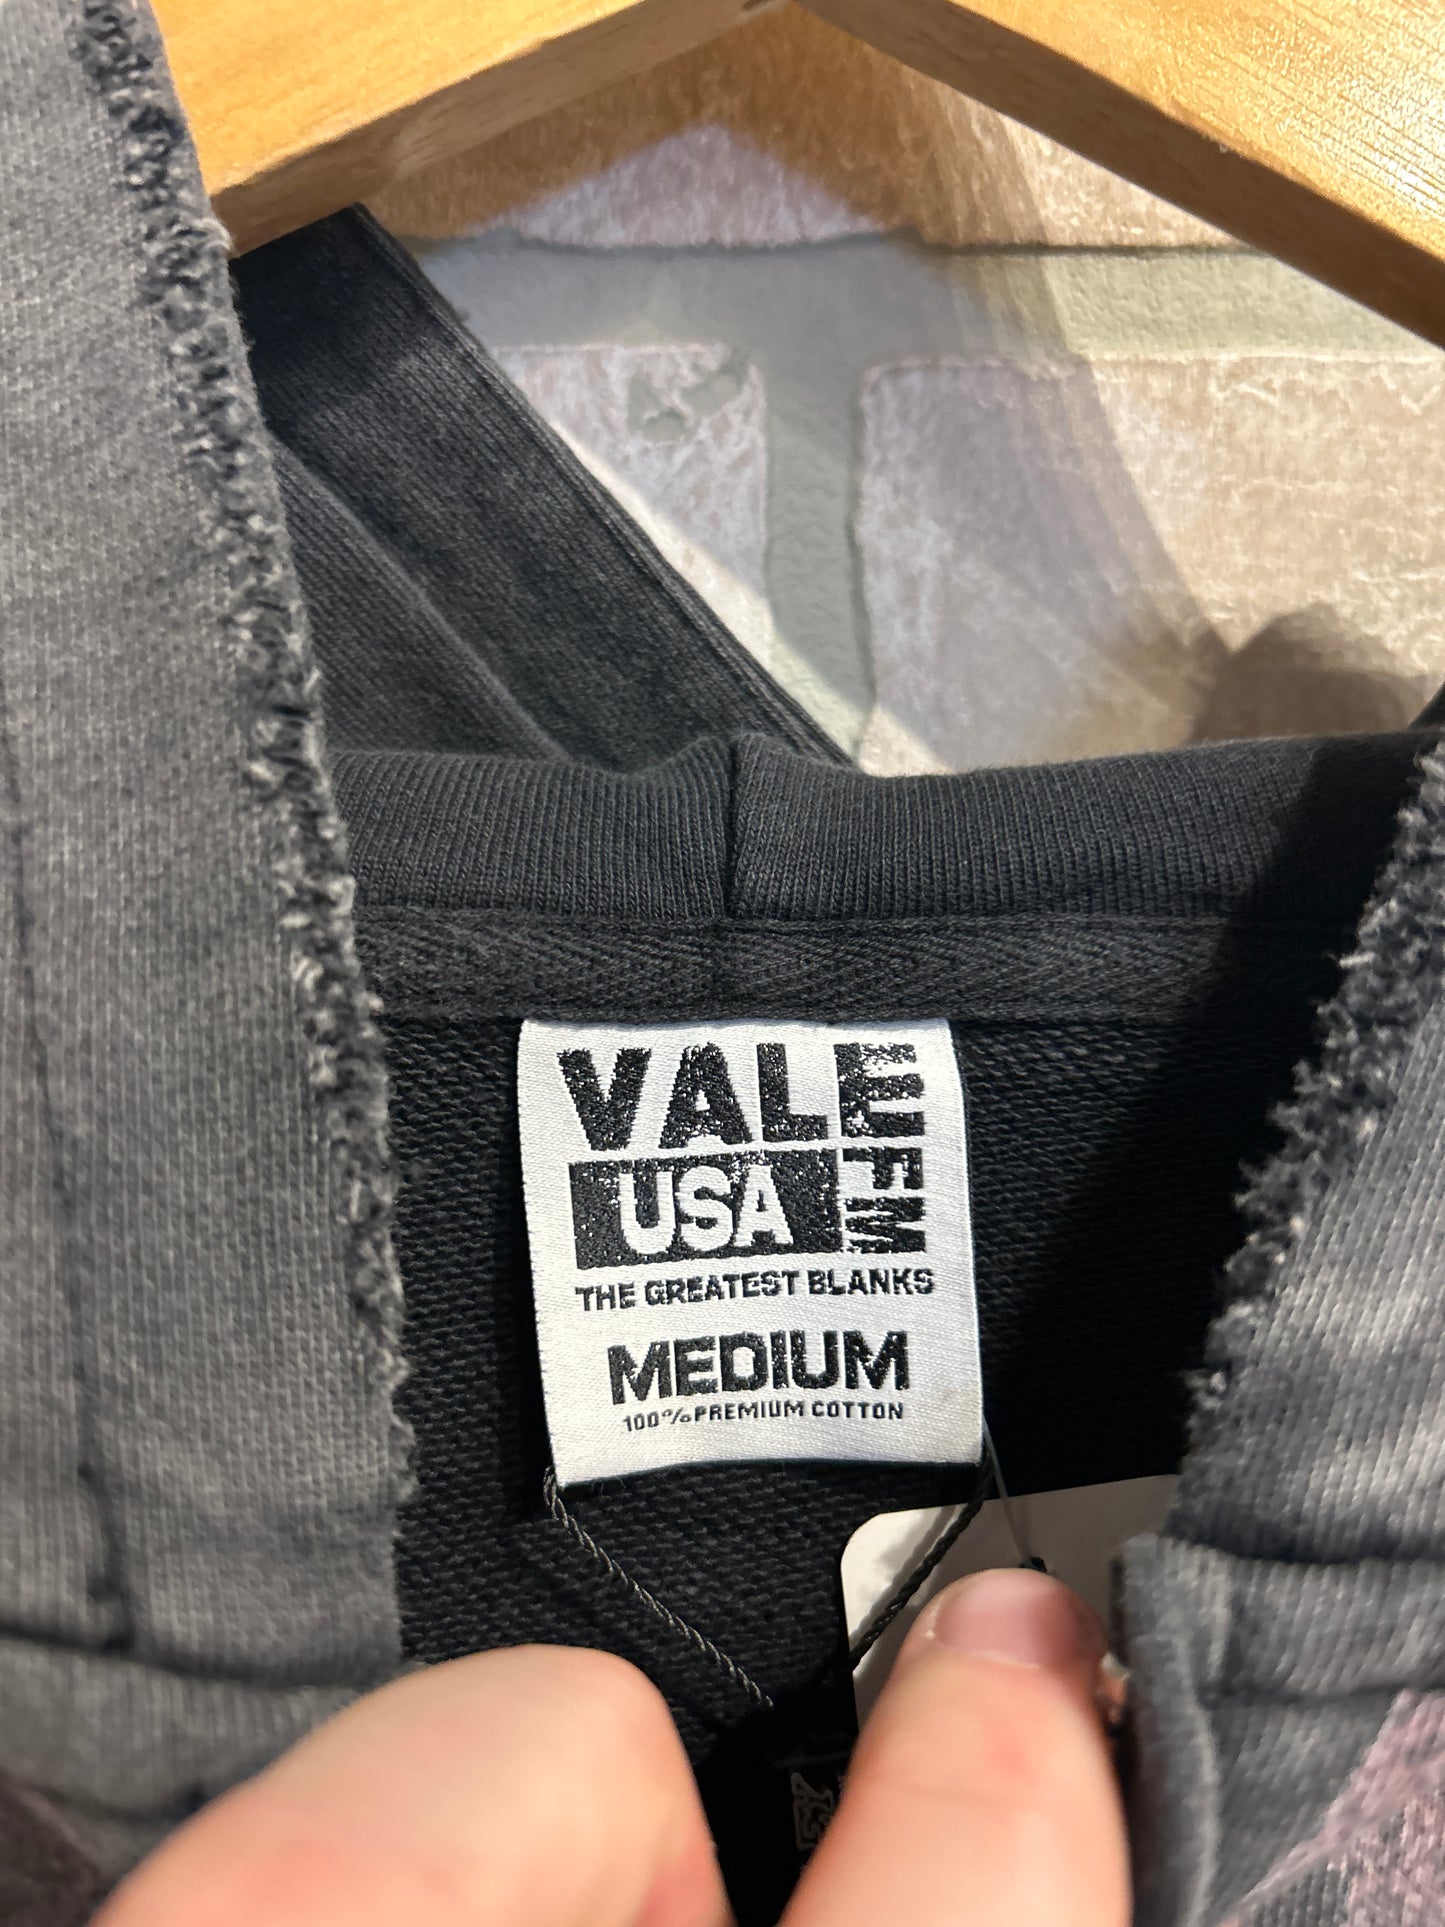 VALE
FM
USA
THE GREATEST BLANKS
MEDIUM
100% PREMIUM COTTON